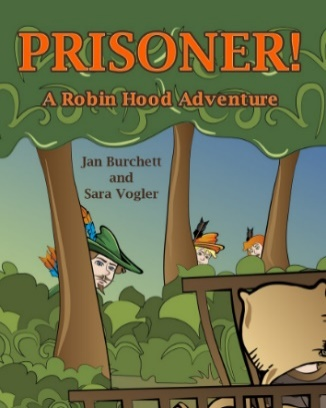 PRISONER!
A Robin Hood Adventure
Jan Burchett
and
Sara Vogler